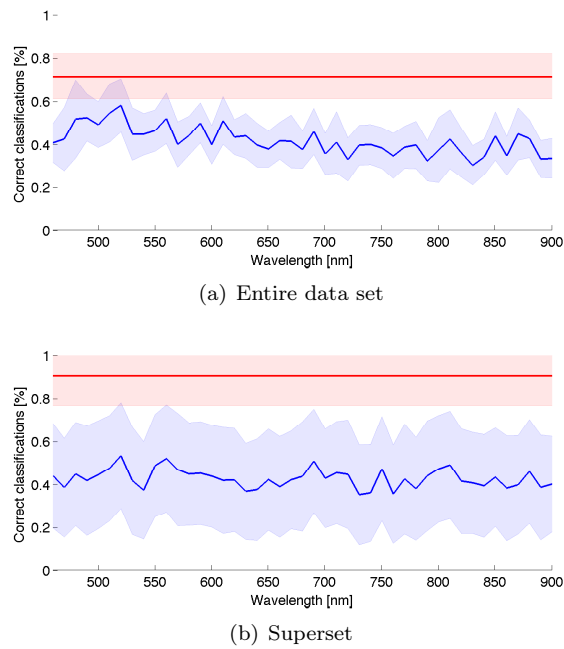 1
0.8
0.6
0.4
0.2
0
Correct classifications [%]
500 550 600 650 700 750 800 850 900
Wavelength [nm]
(a) Entire data set
1
0.8
0.6
0.4
0.2
0
Correct classifications [%]
500 550 600 650 700 750 800 850 900
Wavelength [nm]
(b) Superset